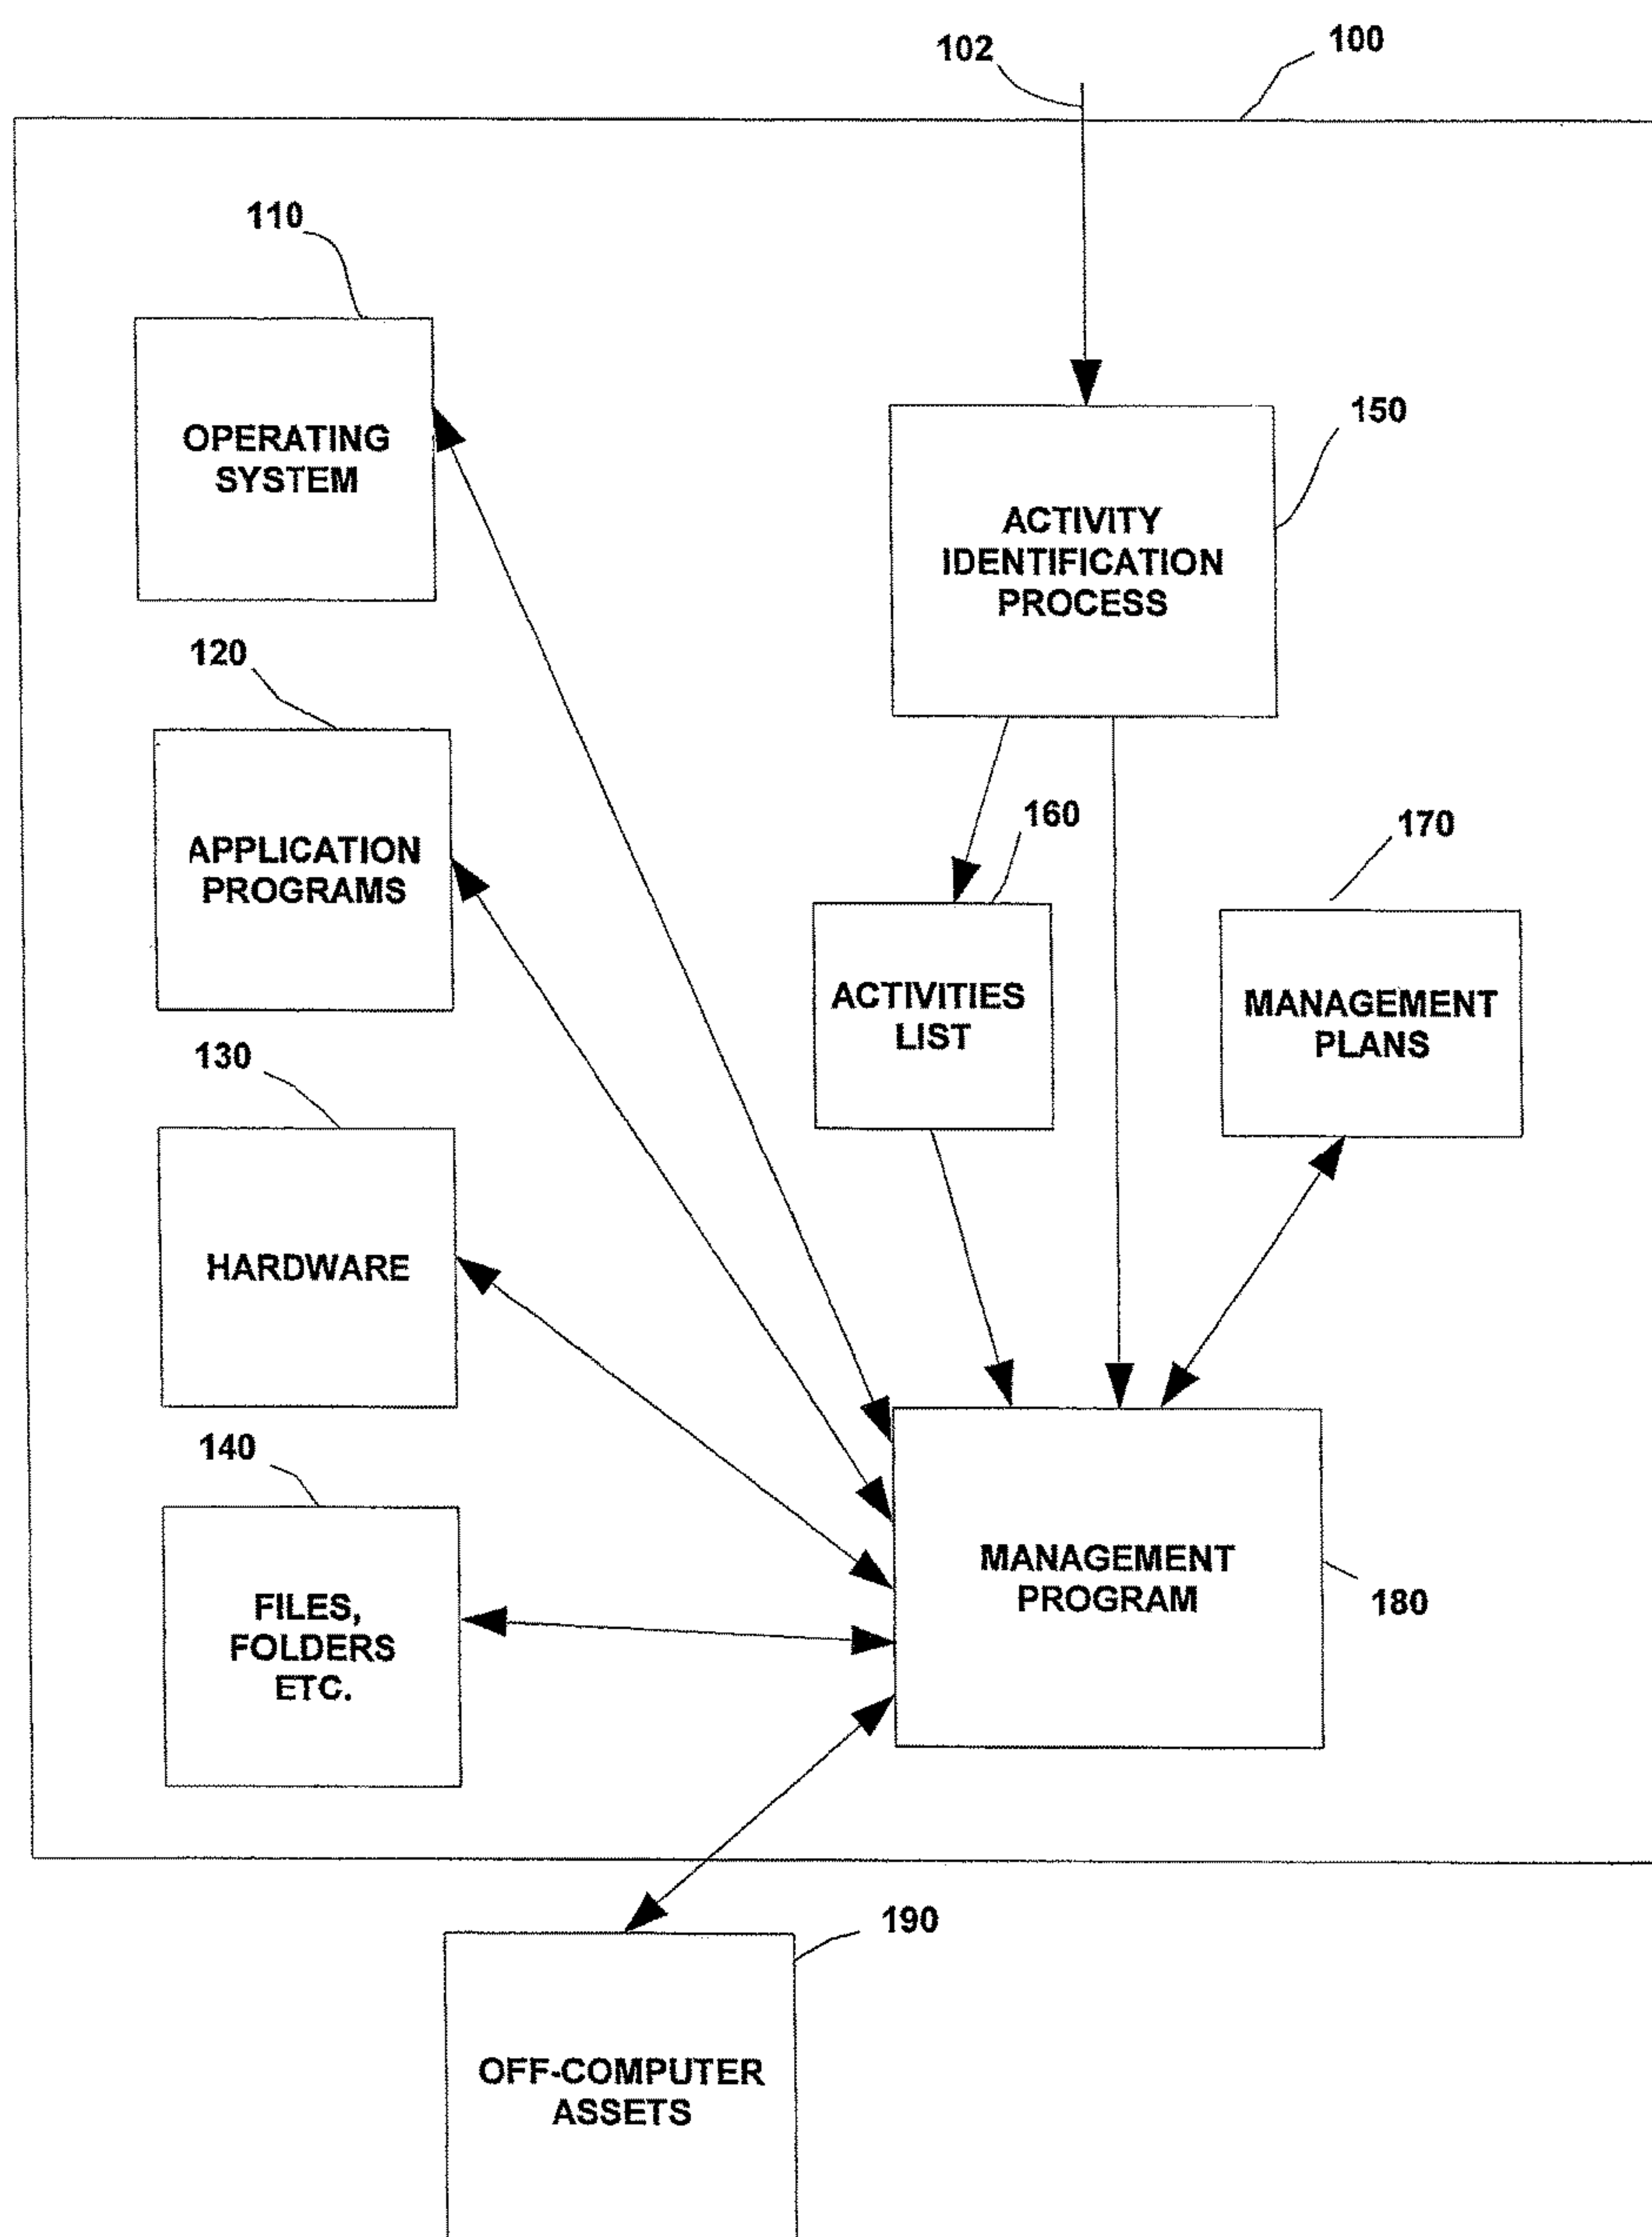 102
100
110
OPERATING
SYSTEM
150
ACTIVITY
IDENTIFICATION
PROCESS
120
APPLICATION
PROGRAMS
160
ACTIVITIES
LIST
170
MANAGEMENT
PLANS
130
HARDWARE
140
FILES,
FOLDERS
ETC.
MANAGEMENT
PROGRAM
180
190
OFF-COMPUTER
ASSETS